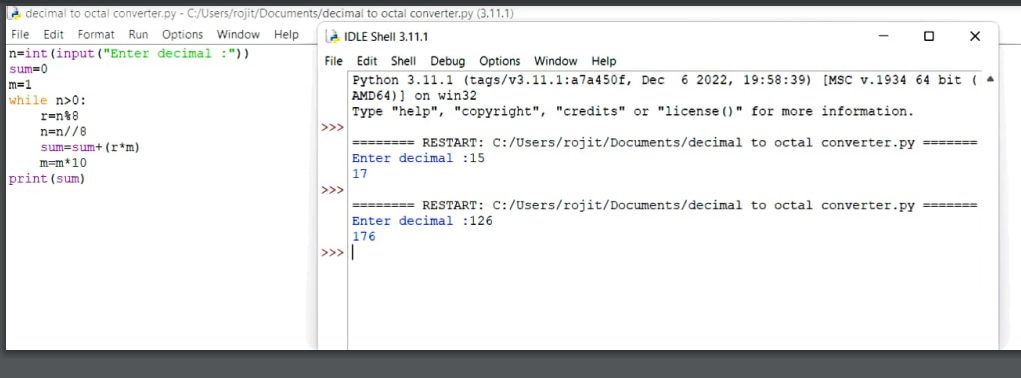 decimal to octal converter.py - C:/Users/rojit/Documents/decimal to octal converter.py (3.11.1)
File Edit Format Run Options Window Help
n=int(input("Enter decimal :"))
sum=0
m=1
while n>0:
    r=n%8
    n=n//8
    sum=sum+(r*m)
    m=m*10
print(sum)
IDLE Shell 3.11.1
File Edit Shell Debug Options Window Help
Python 3.11.1 (tags/v3.11.1:a7a450f, Dec  6 2022, 19:58:39) [MSC v.1934 64 bit (
AMD64)] on win32
Type "help", "copyright", "credits" or "license()" for more information.
>>>
======== RESTART: C:/Users/rojit/Documents/decimal to octal converter.py =======
Enter decimal :15
17
>>>
======== RESTART: C:/Users/rojit/Documents/decimal to octal converter.py =======
Enter decimal :126
176
>>>